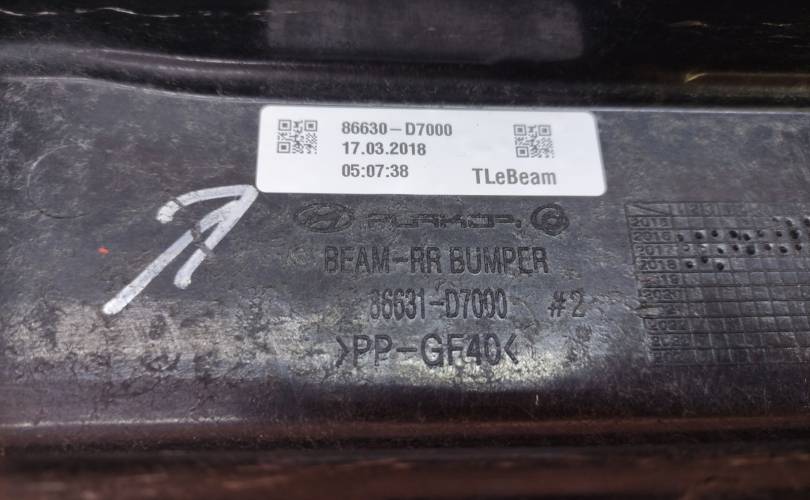 86630-D7000
17.03.2018
05:07:38
TLeBeam
BEAM-RR BUMPER
86631-D7000 #2
>PP-GF40<